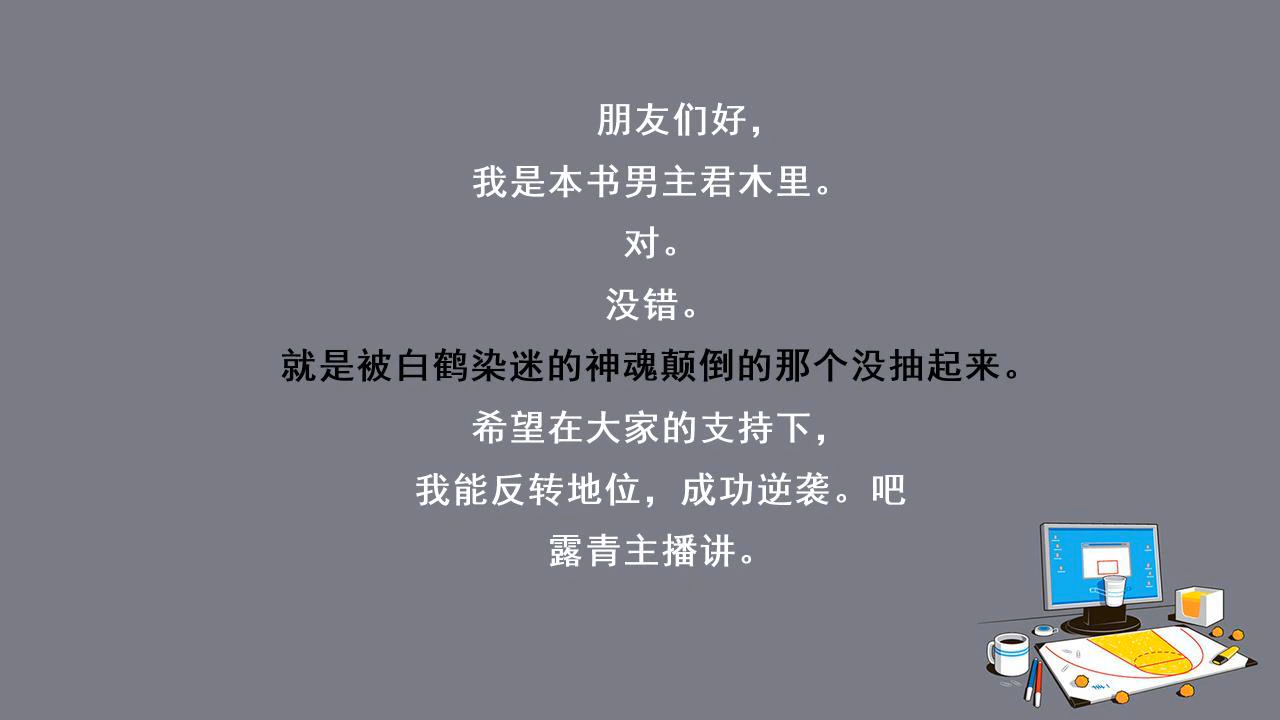 朋友们好，
我是本书男主君木里。
对。
没错。
就是被白鹤染迷的神魂颠倒的那个没抽起来。
希望在大家的支持下，
我能反转地位，成功逆袭。吧
露青主播讲。